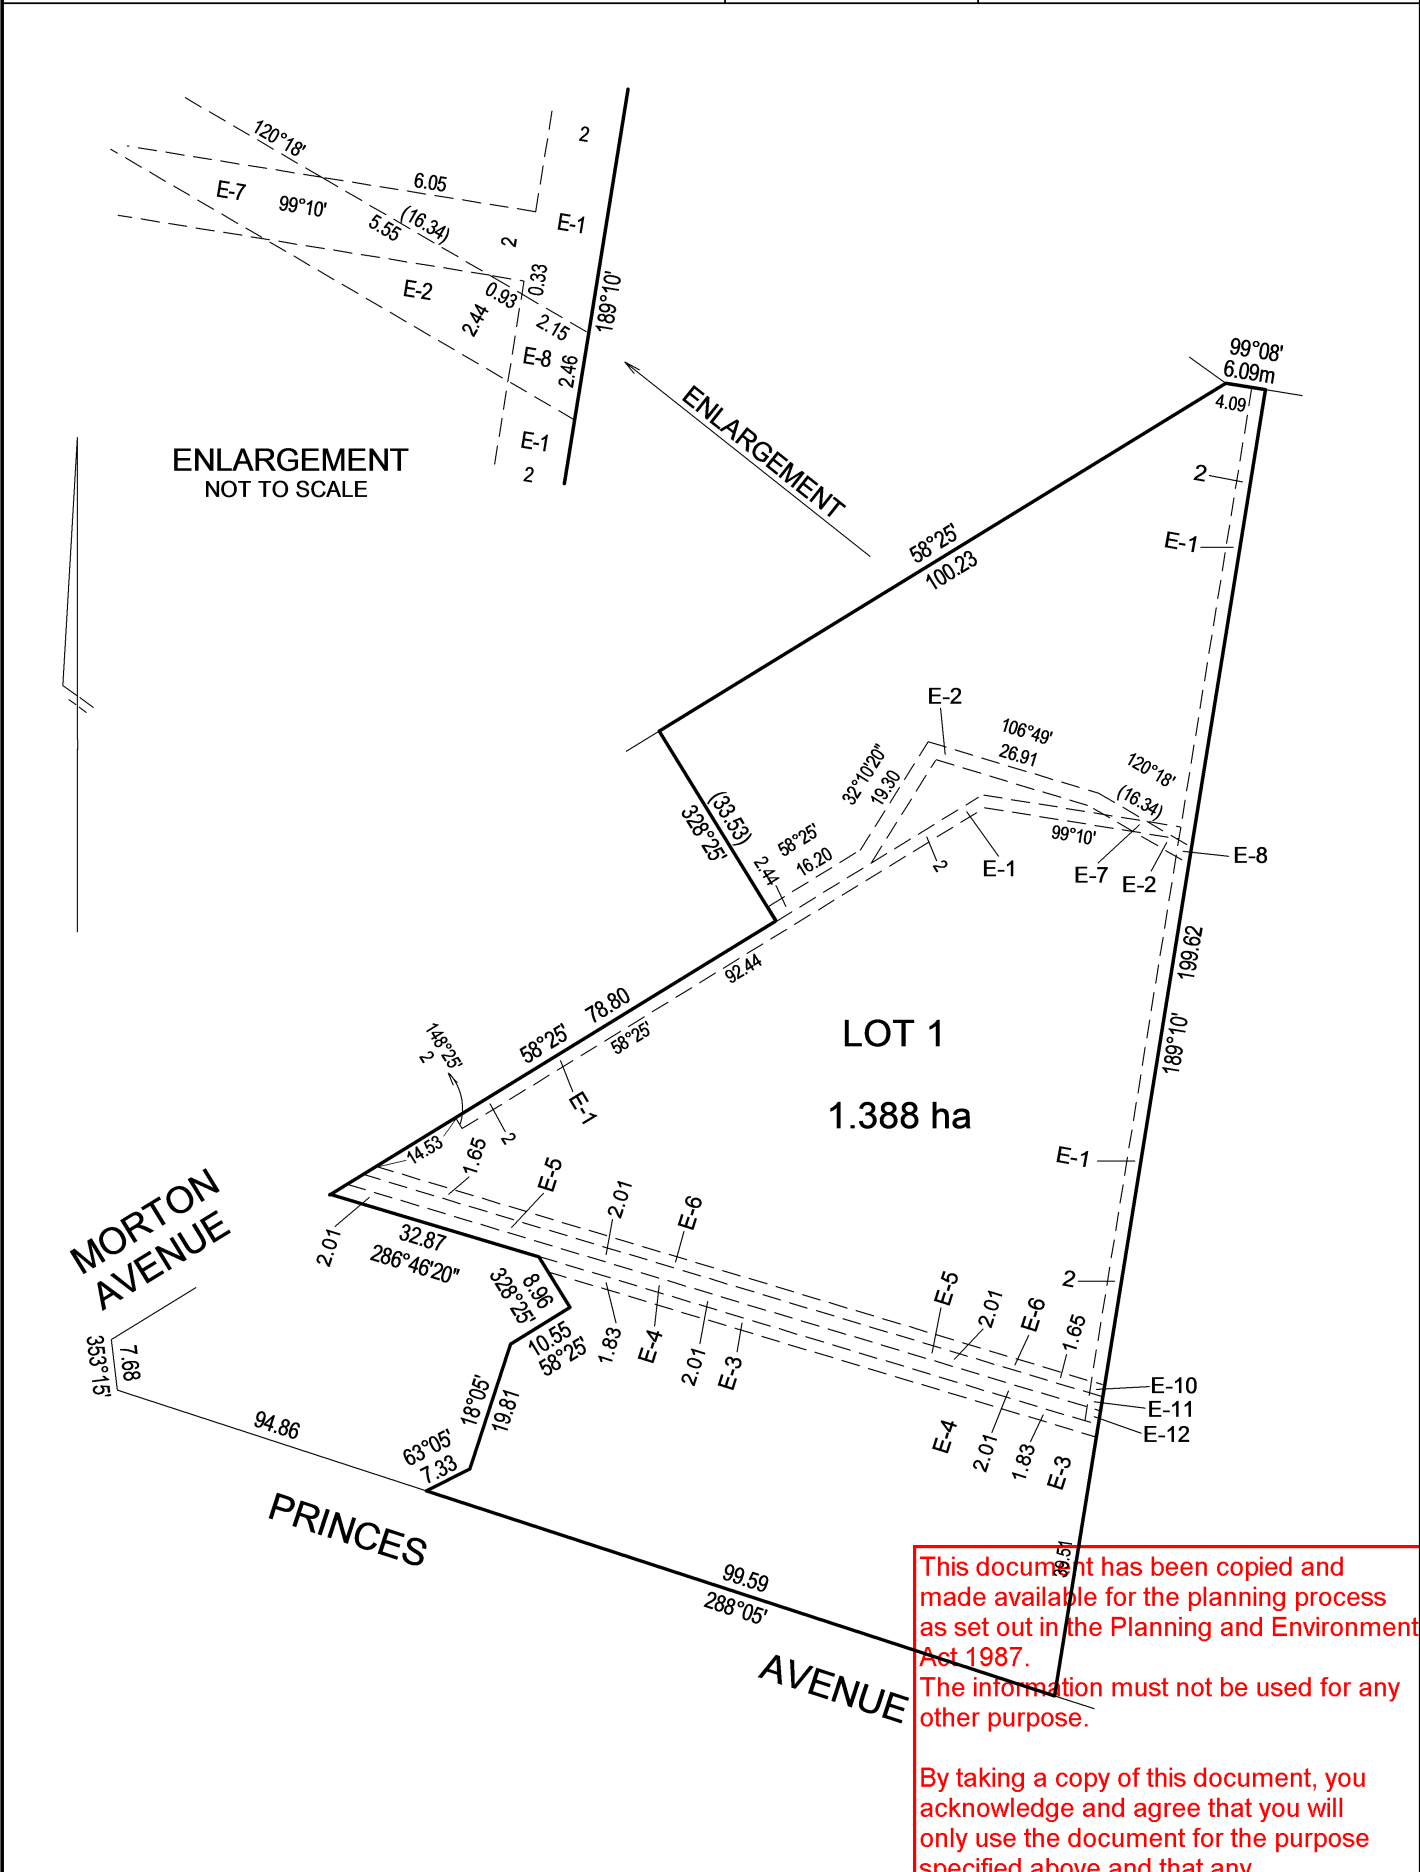 120°18'
2
6.05
E-7
99°10'
(16.34)
5.55
E-1
2
0.33
E-2
0.93
189°10'
2.44
2.15
E-8
2.46
E-1
2
ENLARGEMENT
NOT TO SCALE
ENLARGEMENT
99°08'
6.09m
4.09
2
E-1
58°25'
100.23
E-2
106°49'
26.91
120°18'
(16.34)
32°10'20"
19.30
(33.53)
328°25'
58°25'
16.20
2.44
99°10'
2
E-1
E-7
E-2
E-8
92.44
199.62
78.80
58°25'
58°25'
LOT 1
189°10'
148°25'
2
E-1
1.388 ha
2
14.53
1.65
E-5
E-1
MORTON
AVENUE
2.01
2.01
E-6
32.87
286°46'20"
8.96
328°25'
2
E-5
2.01
E-6
1.65
10.55
58°25'
1.83
E-4
2.01
E-3
353°15'
7.68
18°05'
19.81
E-10
E-11
E-12
94.86
63°05'
7.33
E-4
2.01
1.83
E-3
PRINCES
99.59
288°05'
39.51
AVENUE
This document has been copied and
made available for the planning process
as set out in the Planning and Environment
Act 1987.
The information must not be used for any
other purpose.
By taking a copy of this document, you
acknowledge and agree that you will
only use the document for the purpose
specified above and that any